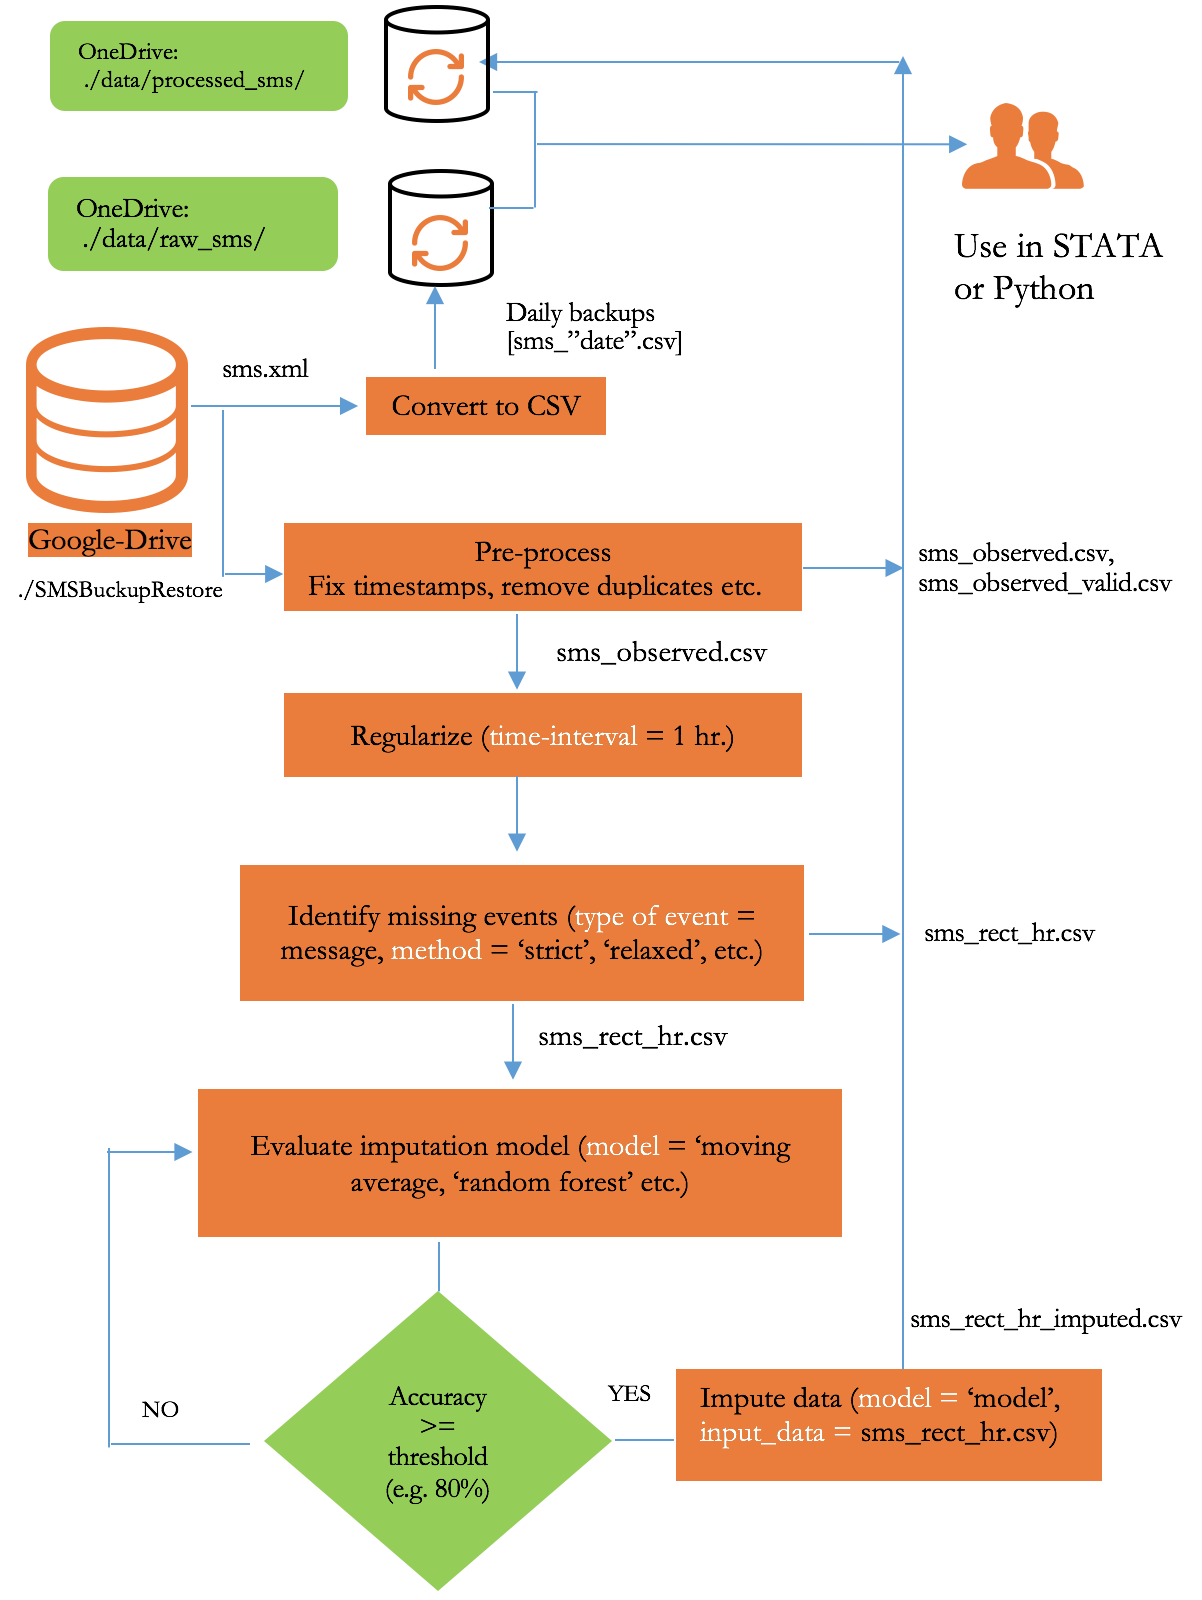 OneDrive:
./data/processed_sms/
OneDrive:
./data/raw_sms/
Use in STATA
or Python
Daily backups
[sms_”date”.csv]
sms.xml
Convert to CSV
Google-Drive
./SMSBuckupRestore
Pre-process
Fix timestamps, remove duplicates etc.
sms_observed.csv,
sms_observed_valid.csv
sms_observed.csv
Regularize (time-interval = 1 hr.)
Identify missing events (type of event =
message, method = ‘strict’, ‘relaxed’, etc.)
sms_rect_hr.csv
sms_rect_hr.csv
Evaluate imputation model (model = ‘moving
average, ‘random forest’ etc.)
sms_rect_hr_imputed.csv
Accuracy
>=
threshold
(e.g. 80%)
NO
YES
Impute data (model = ‘model’,
input_data = sms_rect_hr.csv)